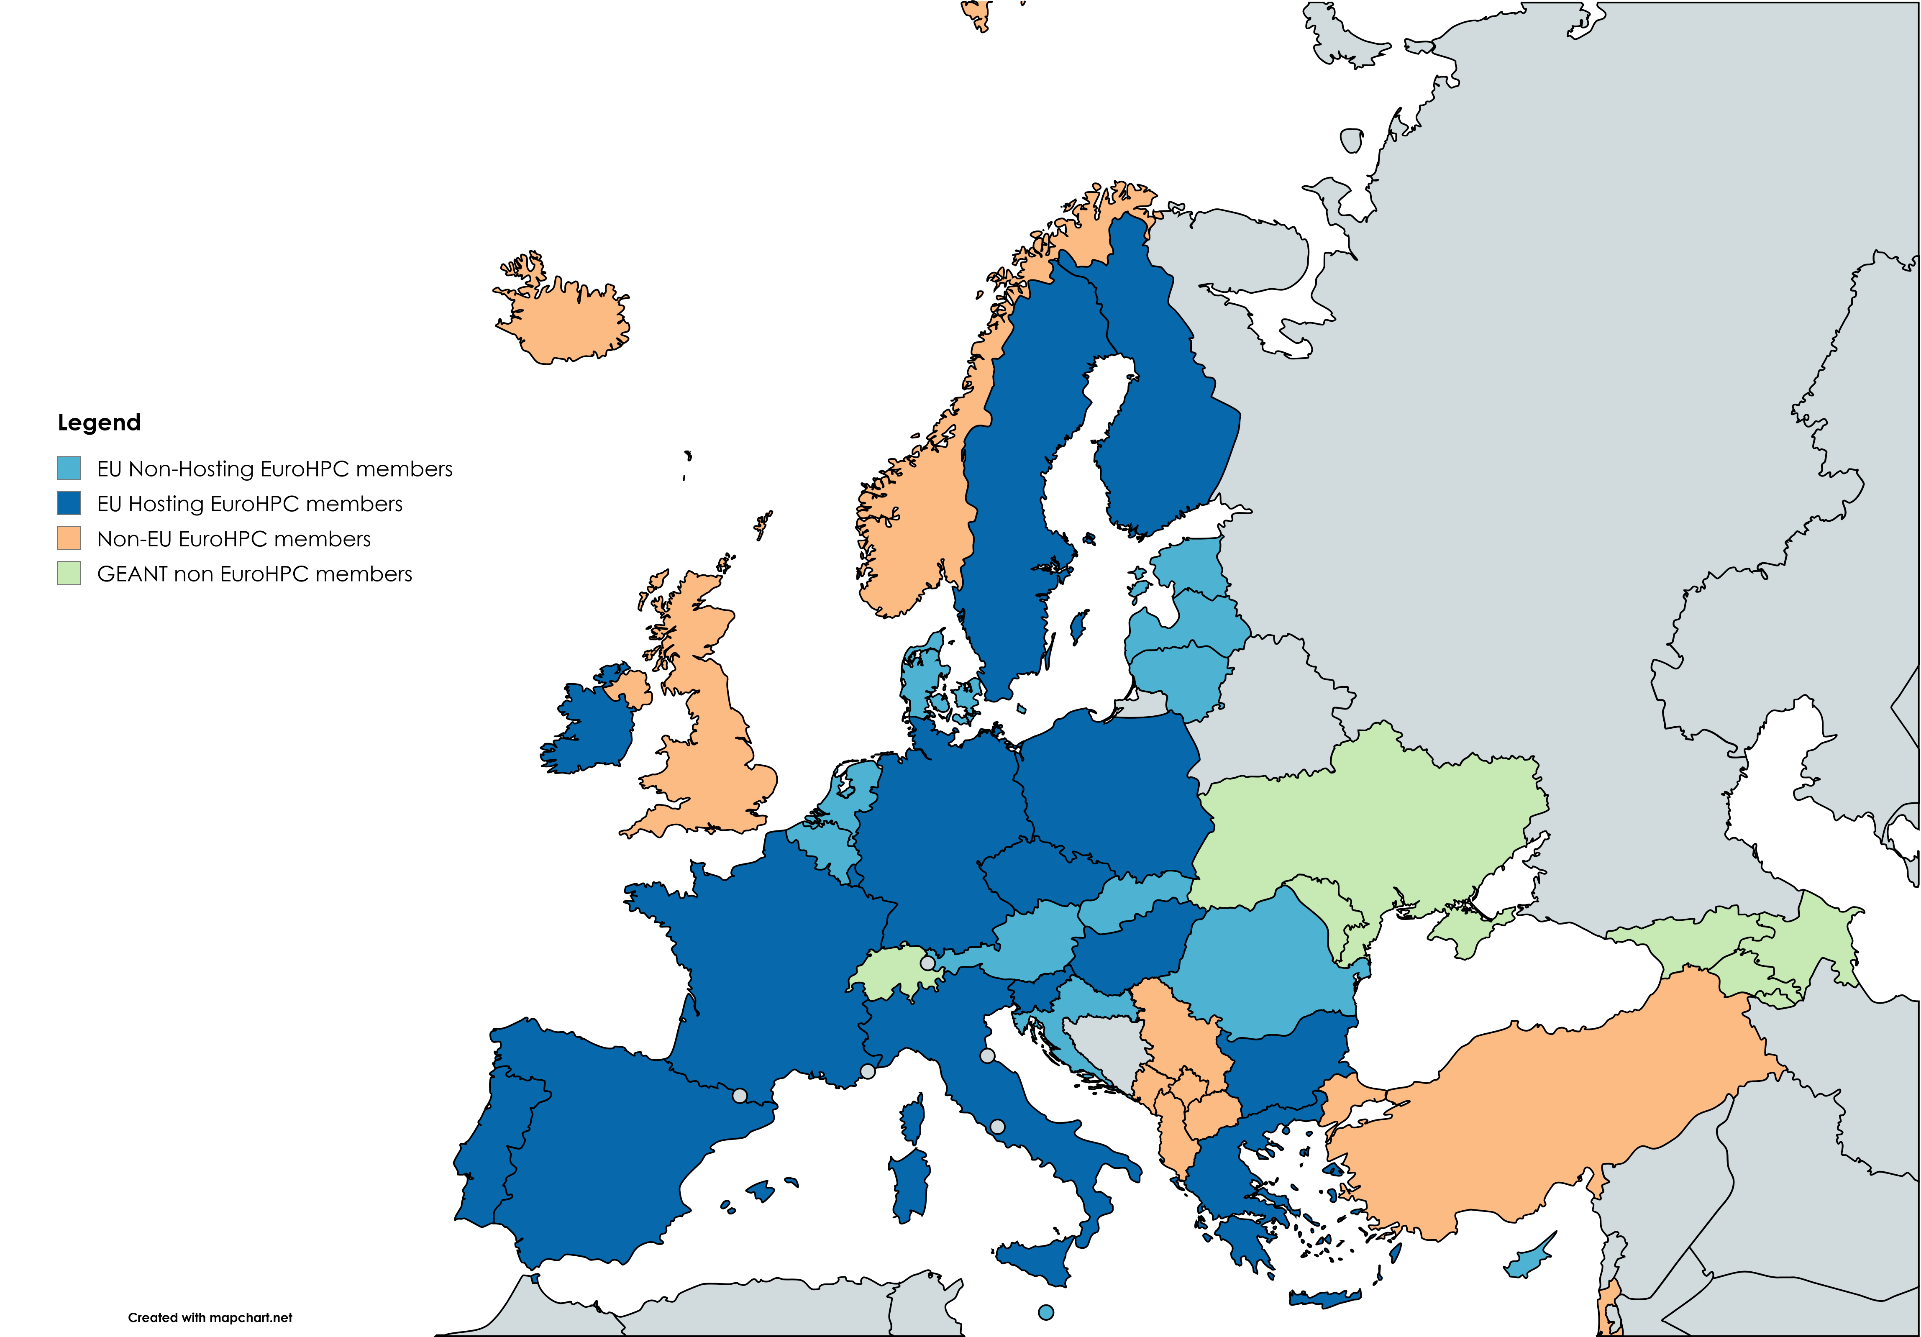 Legend
EU Non-Hosting EuroHPC members
EU Hosting EuroHPC members
Non-EU EuroHPC members
GEANT non EuroHPC members
Created with mapchart.net